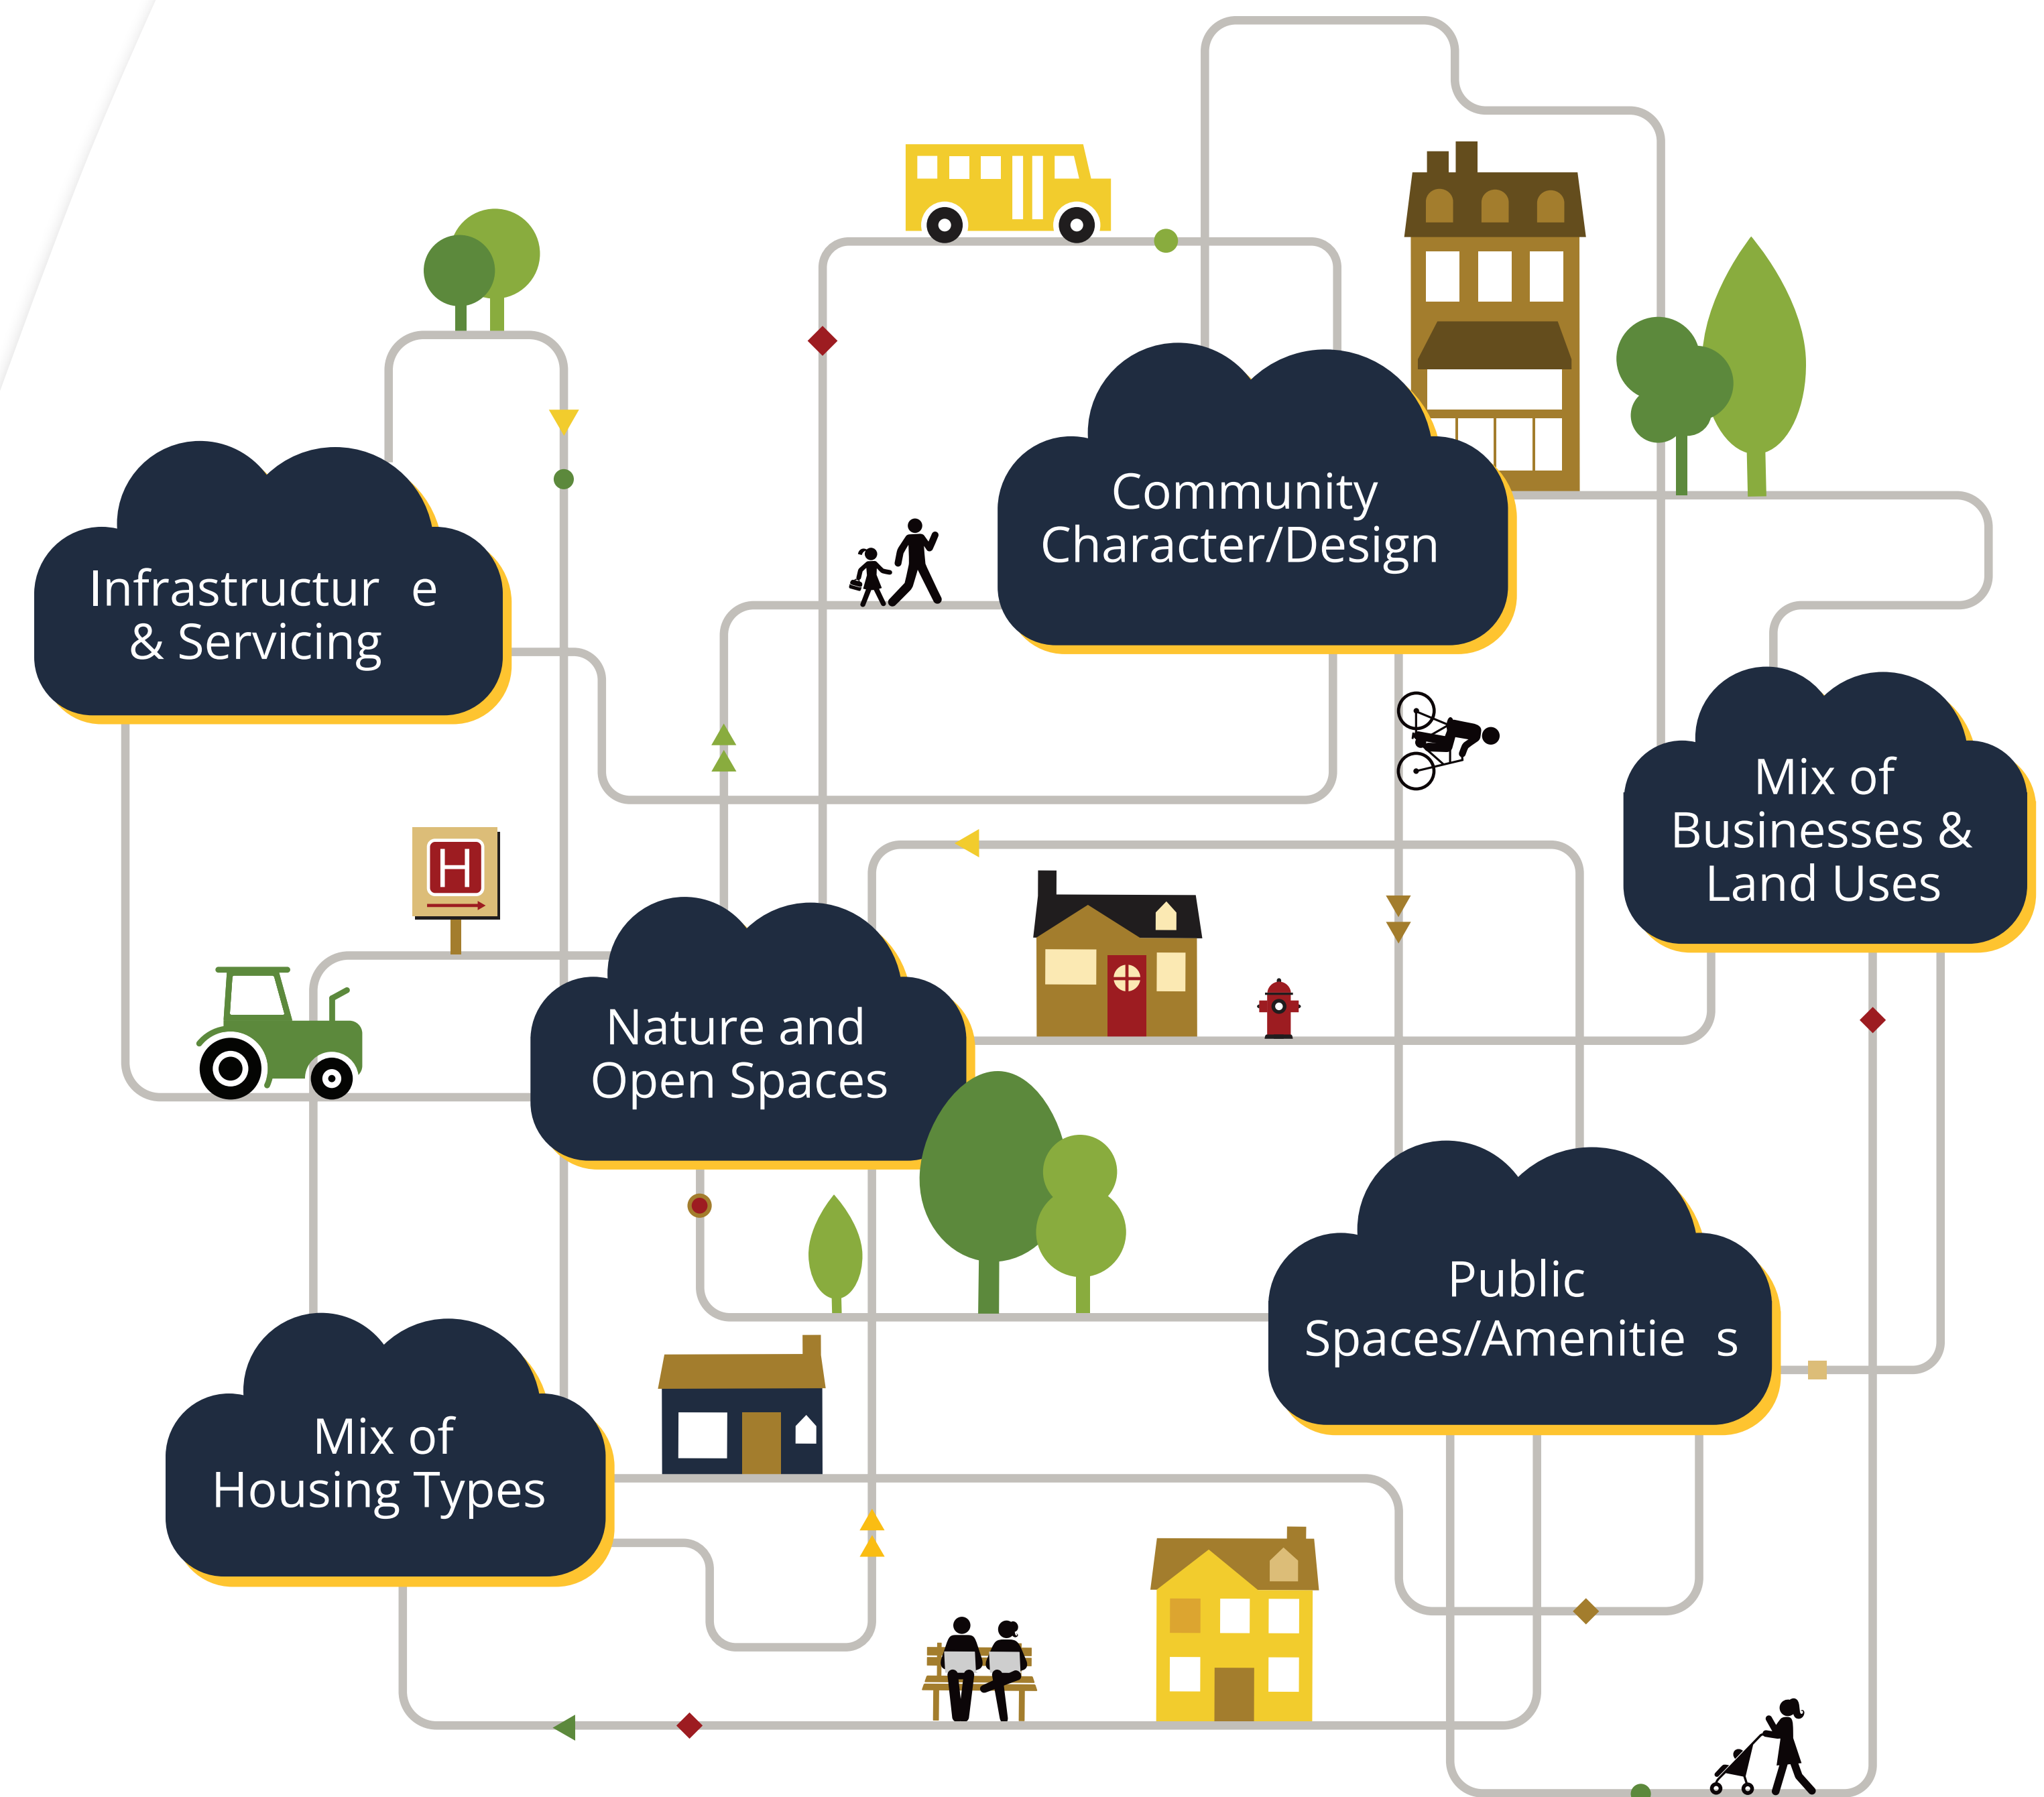 Community
Character/Design
Infrastructur e
& Servicing
Mix of
Businesses &
Land Uses
H
Nature and
Open Spaces
Public
Spaces/Amenitie s
Mix of
Housing Types